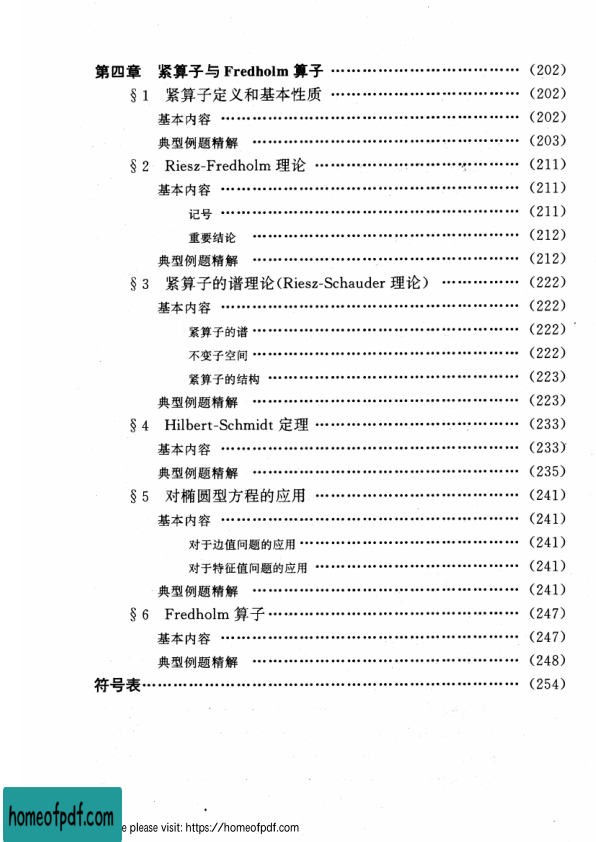 第四章 紧算子与 Fredholm 算子 …………………………… (202)
§1 紧算子定义和基本性质 …………………………… (202)
基本内容 …………………………… (202)
典型例题精解 …………………………… (203)
§2 Riesz-Fredholm 理论 …………………………… (211)
基本内容 …………………………… (211)
记号 …………………………… (211)
重要结论 …………………………… (212)
典型例题精解 …………………………… (212)
§3 紧算子的谱理论(Riesz-Schauder 理论) …………… (222)
基本内容 …………………………… (222)
紧算子的谱 …………………………… (222)
不变子空间 …………………………… (222)
紧算子的结构 …………………………… (223)
典型例题精解 …………………………… (223)
§4 Hilbert-Schmidt 定理 …………………………… (233)
基本内容 …………………………… (233)
典型例题精解 …………………………… (235)
§5 对椭圆型方程的应用 …………………………… (241)
基本内容 …………………………… (241)
对于边值问题的应用 …………………………… (241)
对于特征值问题的应用 …………………………… (241)
典型例题精解 …………………………… (241)
§6 Fredholm 算子 …………………………… (247)
基本内容 …………………………… (247)
典型例题精解 …………………………… (248)
符号表 …………………………… (254)
homeofpdf.com
please visit: https://homeofpdf.com